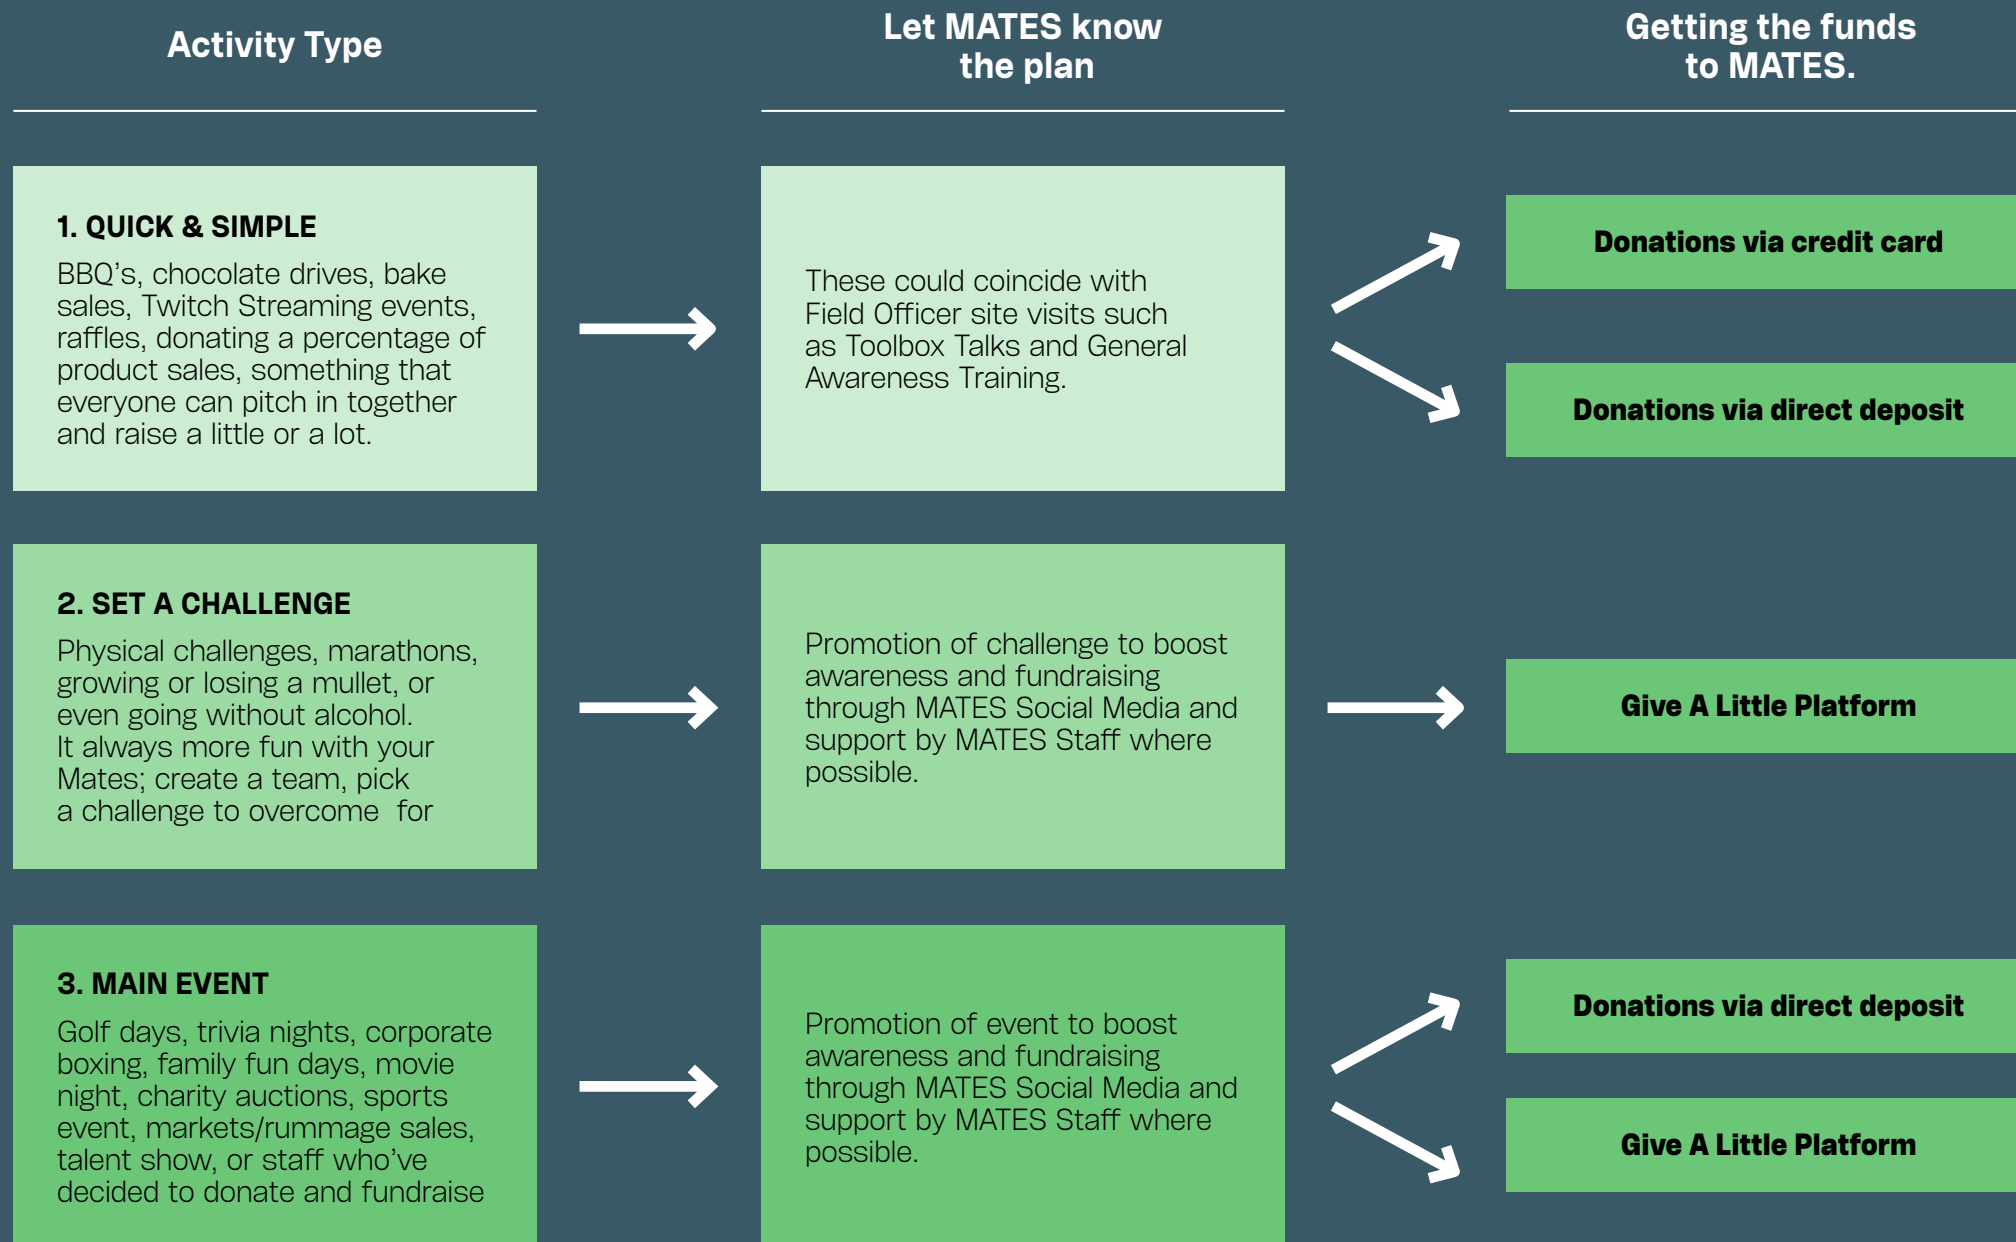 Activity Type
Let MATES know
the plan
Getting the funds
to MATES.
1. QUICK & SIMPLE
BBQ's, chocolate drives, bake
sales, Twitch Streaming events,
raffles, donating a percentage of
product sales, something that
everyone can pitch in together
and raise a little or a lot.
These could coincide with
Field Officer site visits such
as Toolbox Talks and General
Awareness Training.
Donations via credit card
Donations via direct deposit
2. SET A CHALLENGE
Physical challenges, marathons,
growing or losing a mullet, or
even going without alcohol.
It always more fun with your
Mates; create a team, pick
a challenge to overcome  for
Promotion of challenge to boost
awareness and fundraising
through MATES Social Media and
support by MATES Staff where
possible.
Give A Little Platform
3. MAIN EVENT
Golf days, trivia nights, corporate
boxing, family fun days, movie
night, charity auctions, sports
event, markets/rummage sales,
talent show, or staff who've
decided to donate and fundraise
Promotion of event to boost
awareness and fundraising
through MATES Social Media and
support by MATES Staff where
possible.
Donations via direct deposit
Give A Little Platform